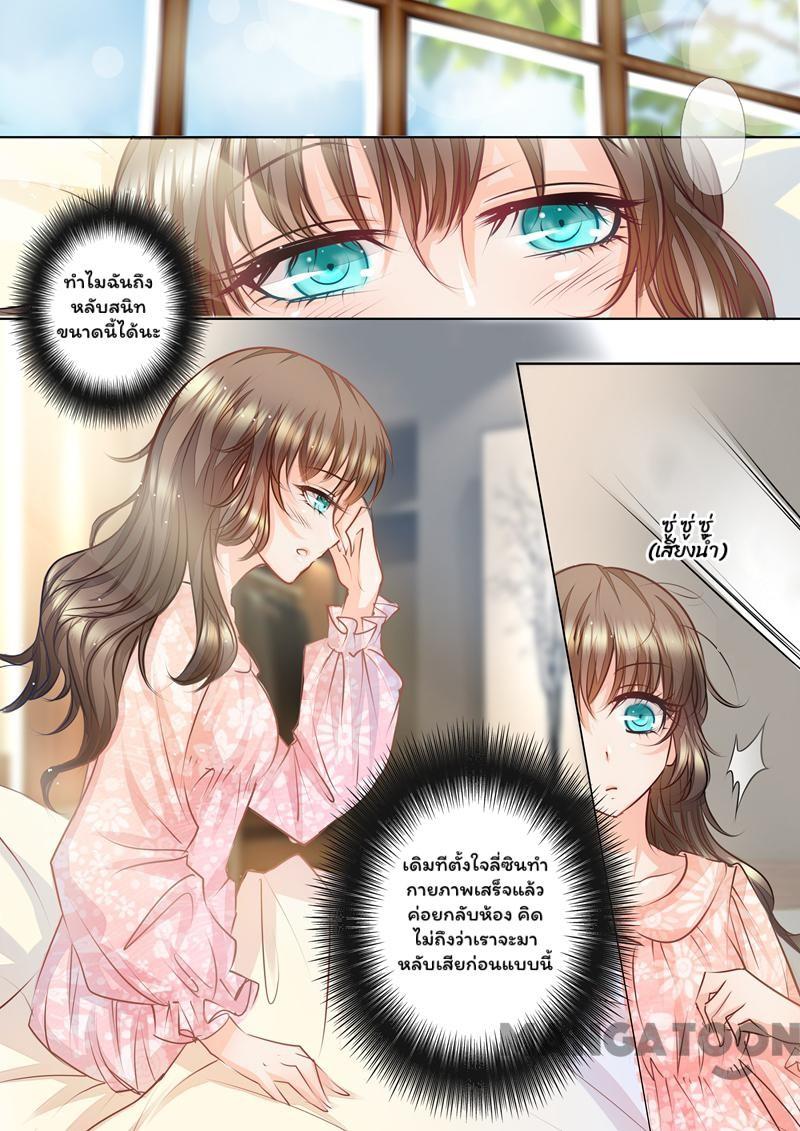 ทำไมฉันถึง
หลับสนิท
ขนาดนี้ได้นะ
ซู่ ซู่ ซู่
(เสียงน้ำ)
เดิมทีตั้งใจลี่ซินทำ
กายภาพเสร็จแล้ว
ค่อยกลับห้อง คิด
ไม่ถึงว่าเราจะมา
หลับเสียก่อนแบบนี้
MANGATOON